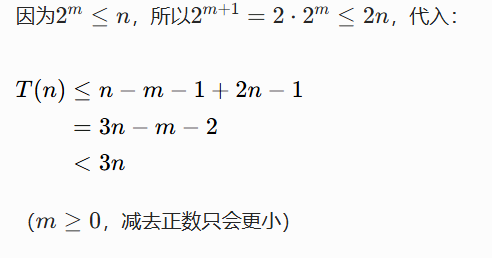 因为2^m ≤ n，所以2^{m+1} = 2 · 2^m ≤ 2n，代入：
T(n) ≤ n − m − 1 + 2n − 1
= 3n − m − 2
< 3n
（m ≥ 0，减去正数只会更小）